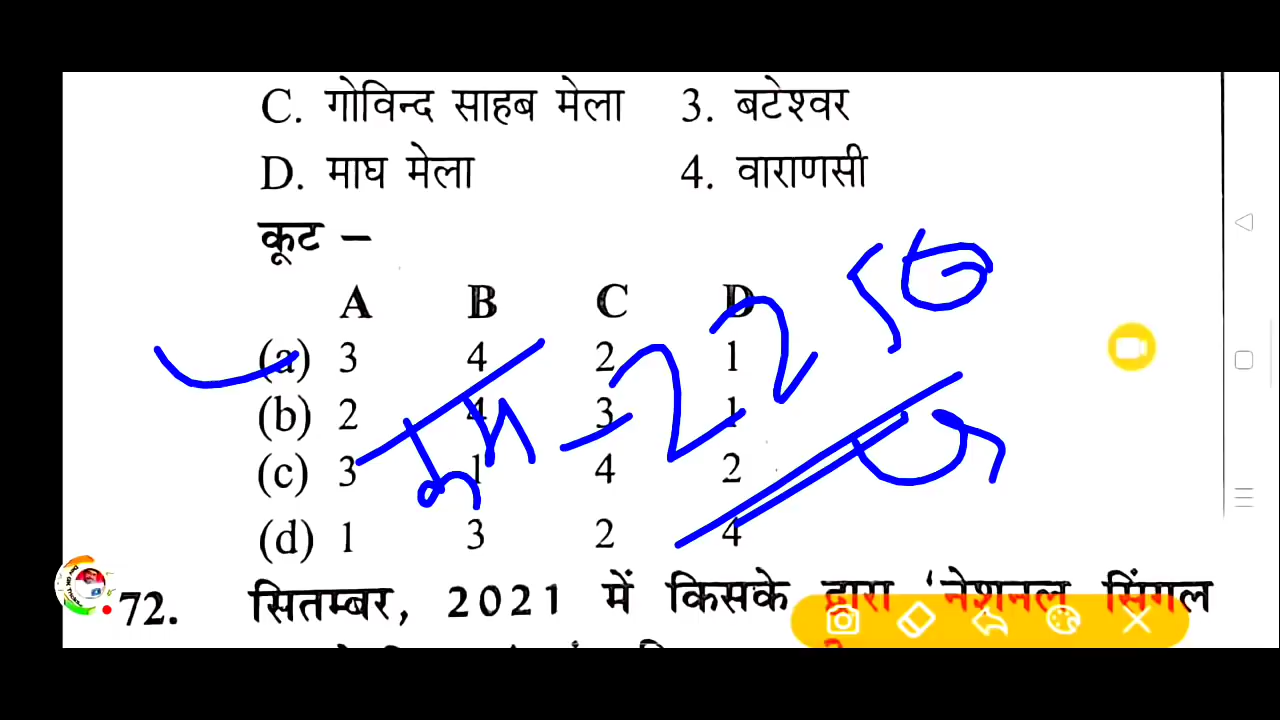 C. गोविन्द साहब मेला 3. बटेश्वर
D. माघ मेला 4. वाराणसी
कूट –
A B C D
(a) 3 4 2 1
(b) 2 4 3 1
(c) 3 1 4 2
(d) 1 3 2 4
72. सितम्बर, 2021 में किसके द्वारा 'नेशनल सिंगल